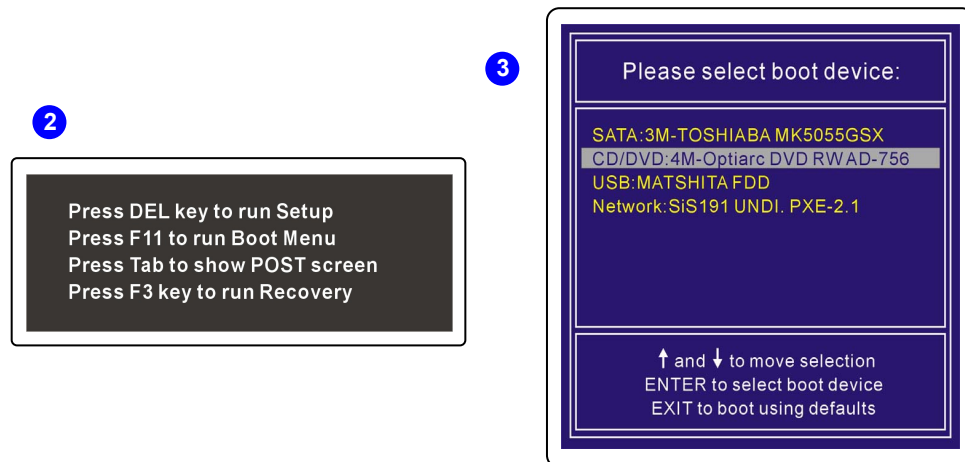 2
Press DEL key to run Setup
Press F11 to run Boot Menu
Press Tab to show POST screen
Press F3 key to run Recovery
3
Please select boot device:
SATA:3M-TOSHIABA MK5055GSX
CD/DVD:4M-Optiarc DVD RW AD-756
USB:MATSHITA FDD
Network:SiS191 UNDI. PXE-2.1
↑ and ↓ to move selection
ENTER to select boot device
EXIT to boot using defaults